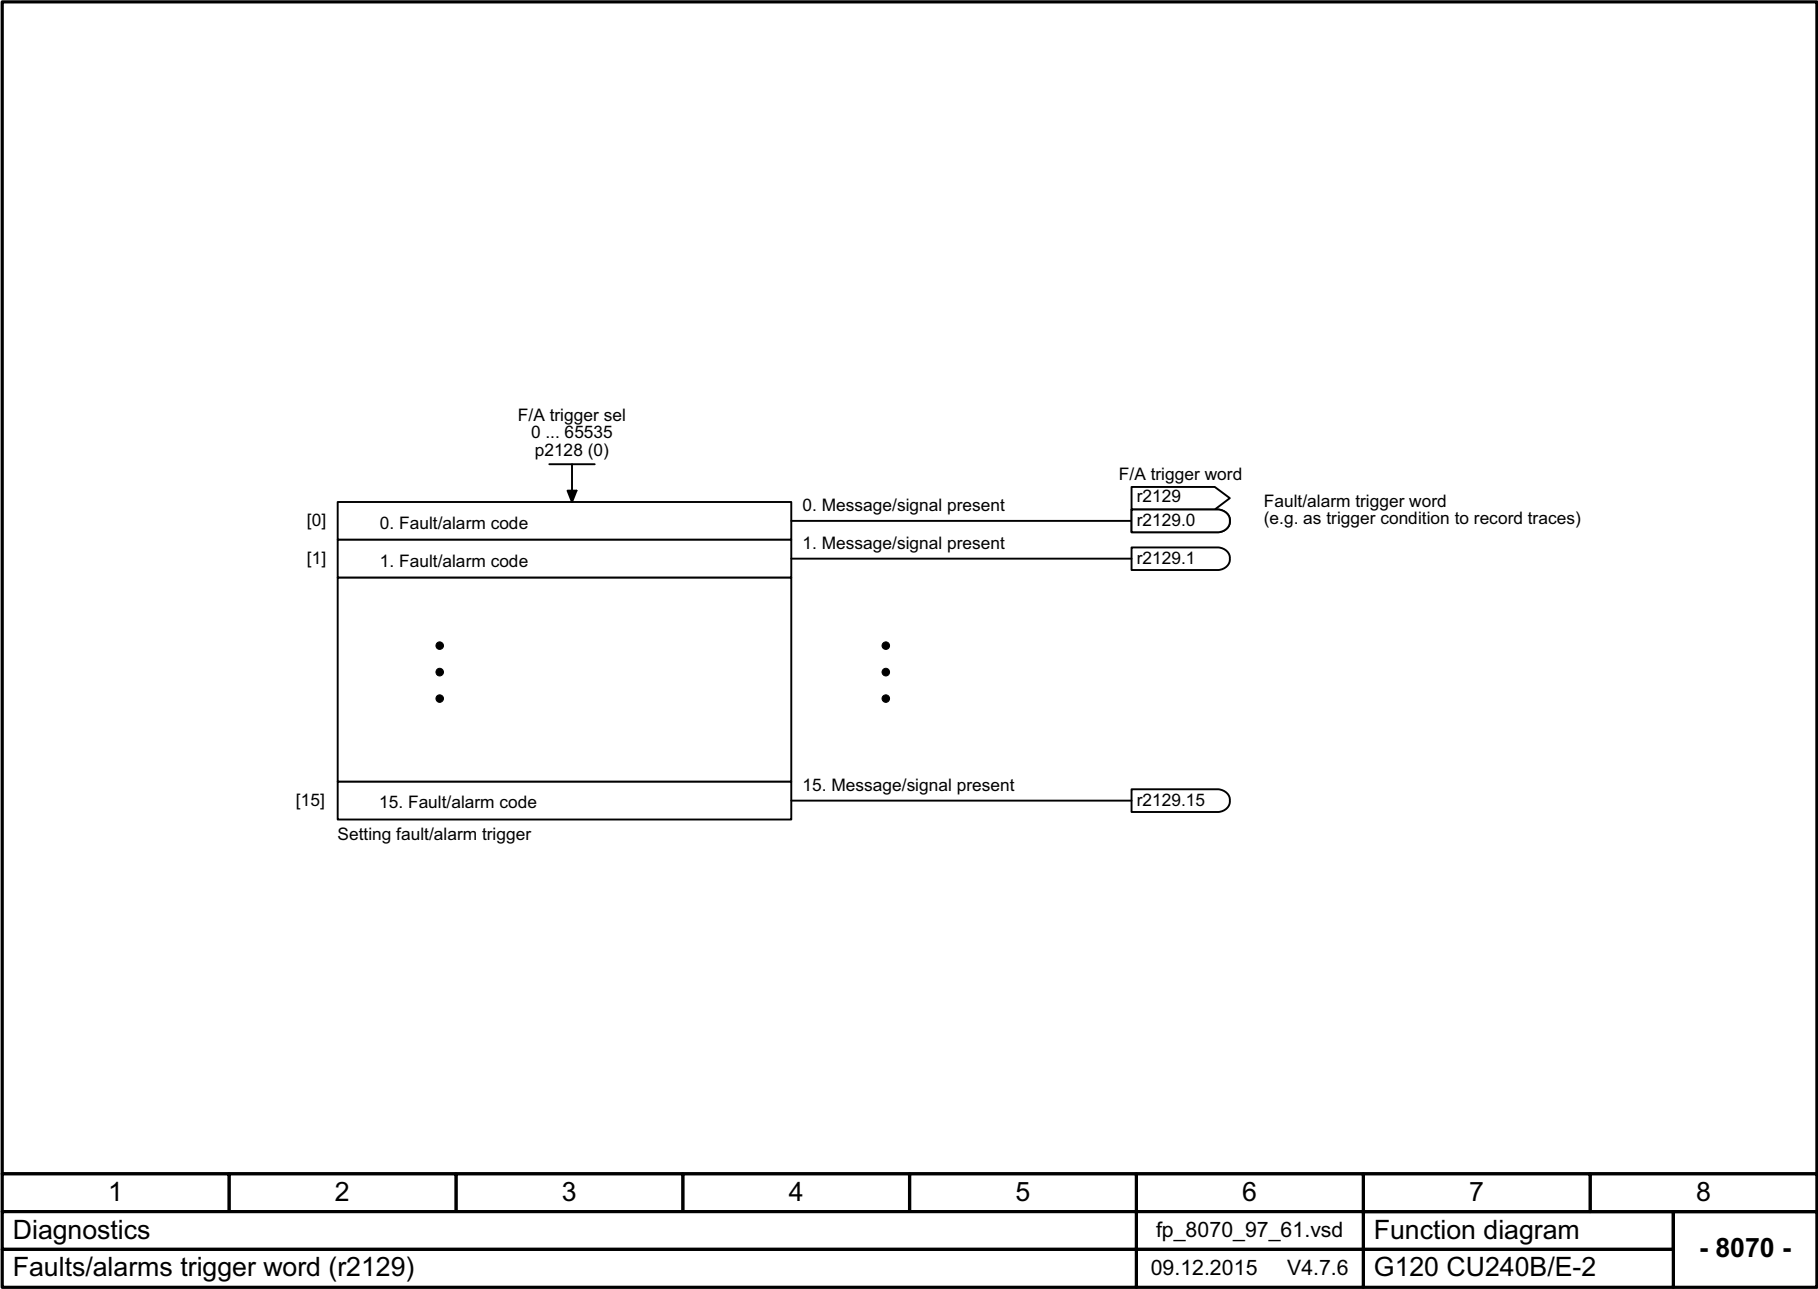 F/A trigger sel
0 ... 65535
p2128 (0)
F/A trigger word
r2129
0. Message/signal present
Fault/alarm trigger word
[0]
0. Fault/alarm code
r2129.0
(e.g. as trigger condition to record traces)
1. Message/signal present
[1]
1. Fault/alarm code
r2129.1
15. Message/signal present
[15]
15. Fault/alarm code
r2129.15
Setting fault/alarm trigger
1 2 3 4 5 6 7 8
Diagnostics
fp_8070_97_61.vsd
Function diagram
- 8070 -
Faults/alarms trigger word (r2129)
09.12.2015 V4.7.6
G120 CU240B/E-2